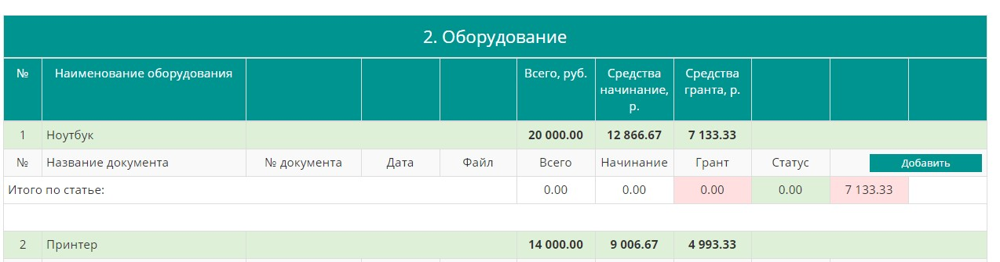 2. Оборудование
№ Наименование оборудования Всего, руб. Средства начинание, р. Средства гранта, р.
1 Ноутбук 20 000.00 12 866.67 7 133.33
№ Название документа № документа Дата Файл Всего Начинание Грант Статус Добавить
Итого по статье: 0.00 0.00 0.00 0.00 7 133.33
2 Принтер 14 000.00 9 006.67 4 993.33